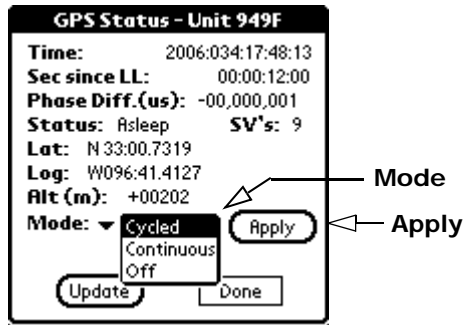 GPS Status - Unit 949F
Time: 2006:034:17:48:13
Sec since LL: 00:00:12:00
Phase Diff.(us): -00,000,001
Status: Asleep SV's: 9
Lat: N 33:00.7319
Log: W096:41.4127
Alt (m): +00202
Mode
Mode: Cycled Apply Apply
Continuous
Off
Update Done